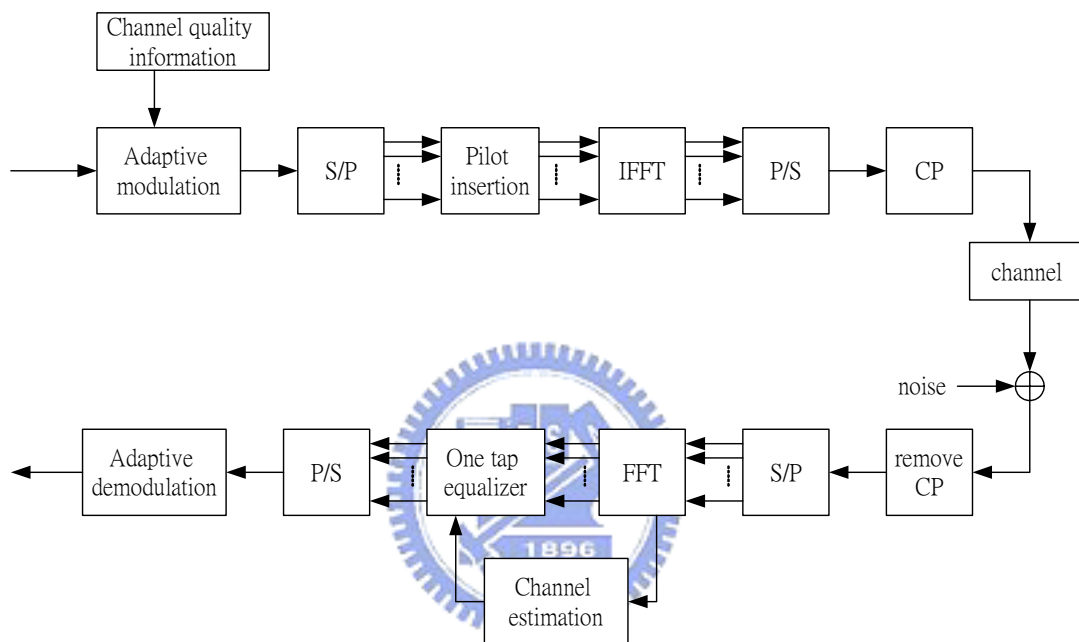 Channel quality
information
Adaptive
modulation
S/P
Pilot
insertion
IFFT
P/S
CP
channel
noise
remove
CP
S/P
FFT
One tap
equalizer
P/S
Adaptive
demodulation
Channel
estimation
1896